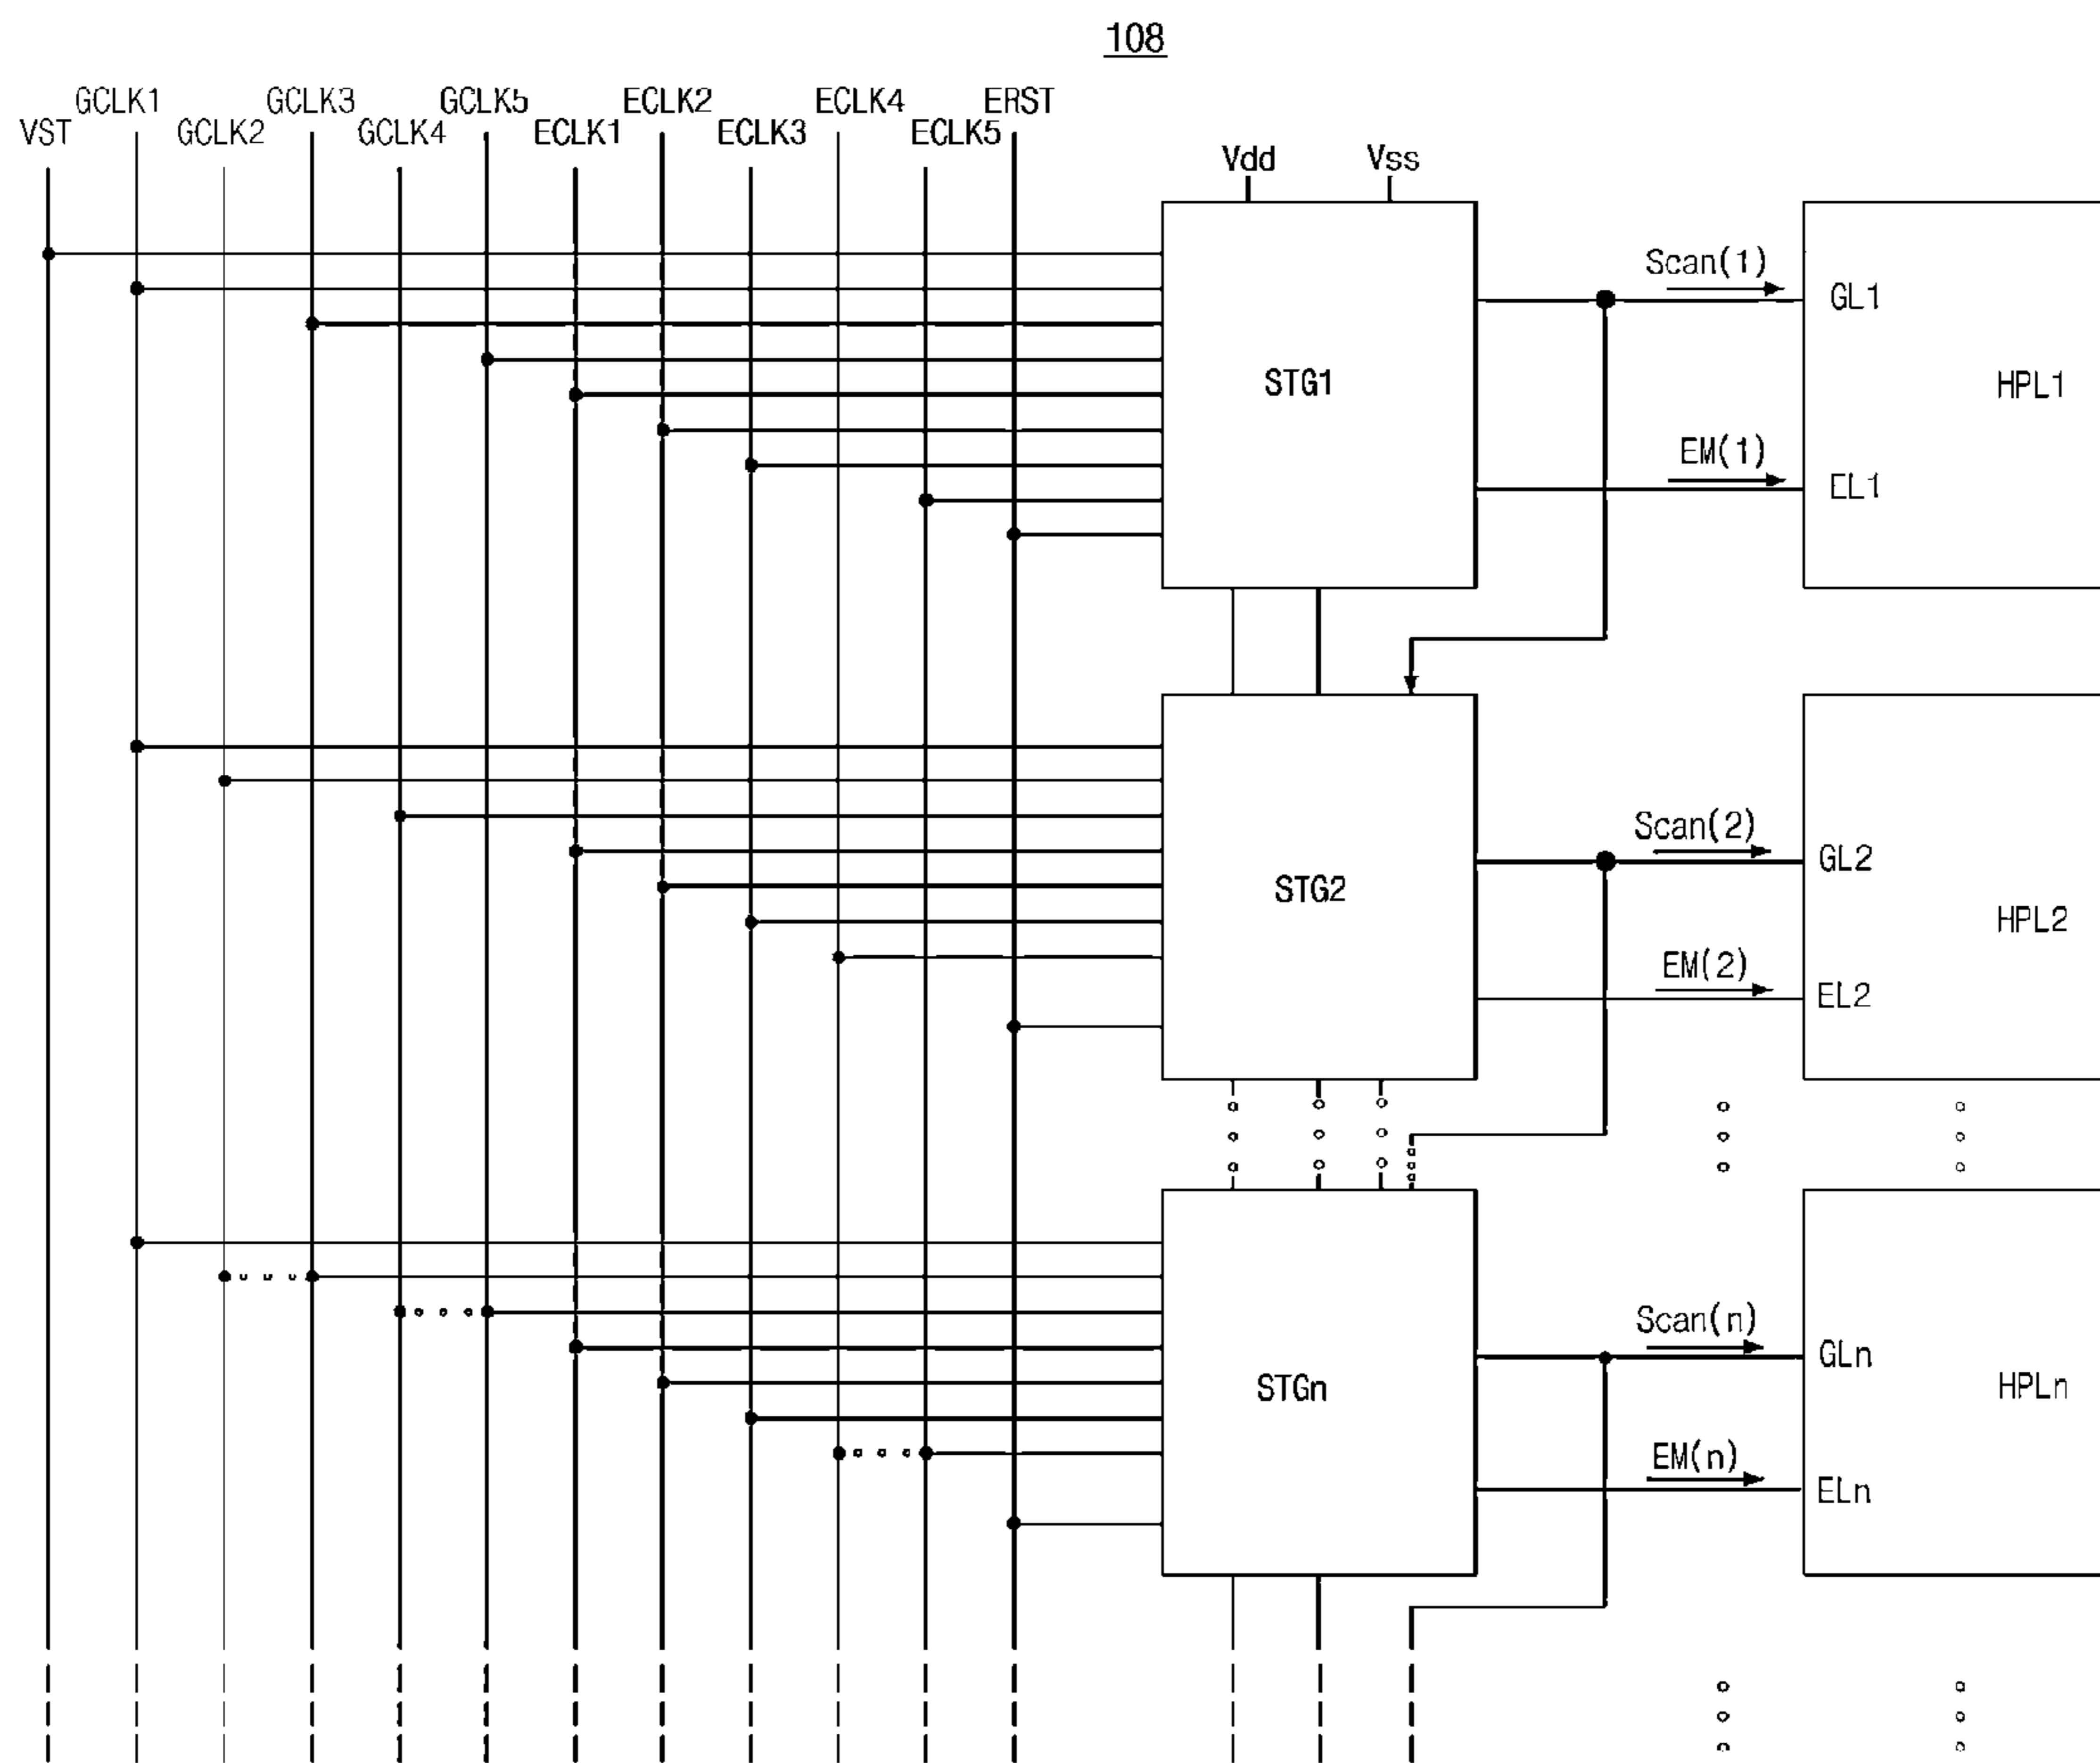 108
GCLK1 GCLK3 GCLK5 ECLK2 ECLK4 ERST
VST GCLK2 GCLK4 ECLK1 ECLK3 ECLK5
Vdd Vss
Scan(1)
GL1
STG1
HPL1
EM(1)
EL1
Scan(2)
GL2
STG2
HPL2
EM(2)
EL2
Scan(n)
GLn
STGn
HPLn
EM(n)
ELn